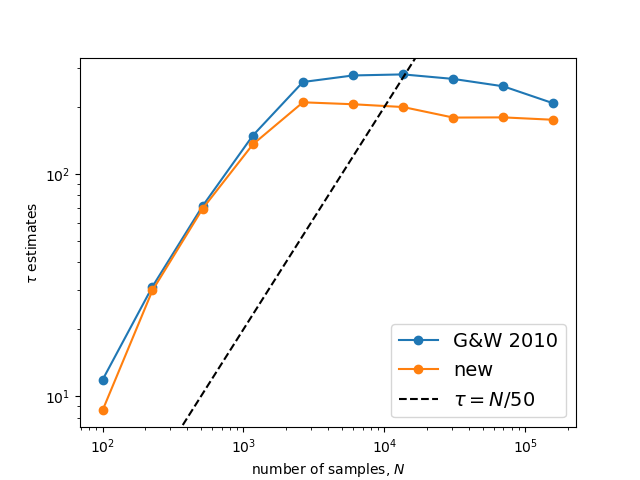 10²
10¹
τ estimates
10²
10³
10⁴
10⁵
number of samples, N
G&W 2010
new
τ = N/50